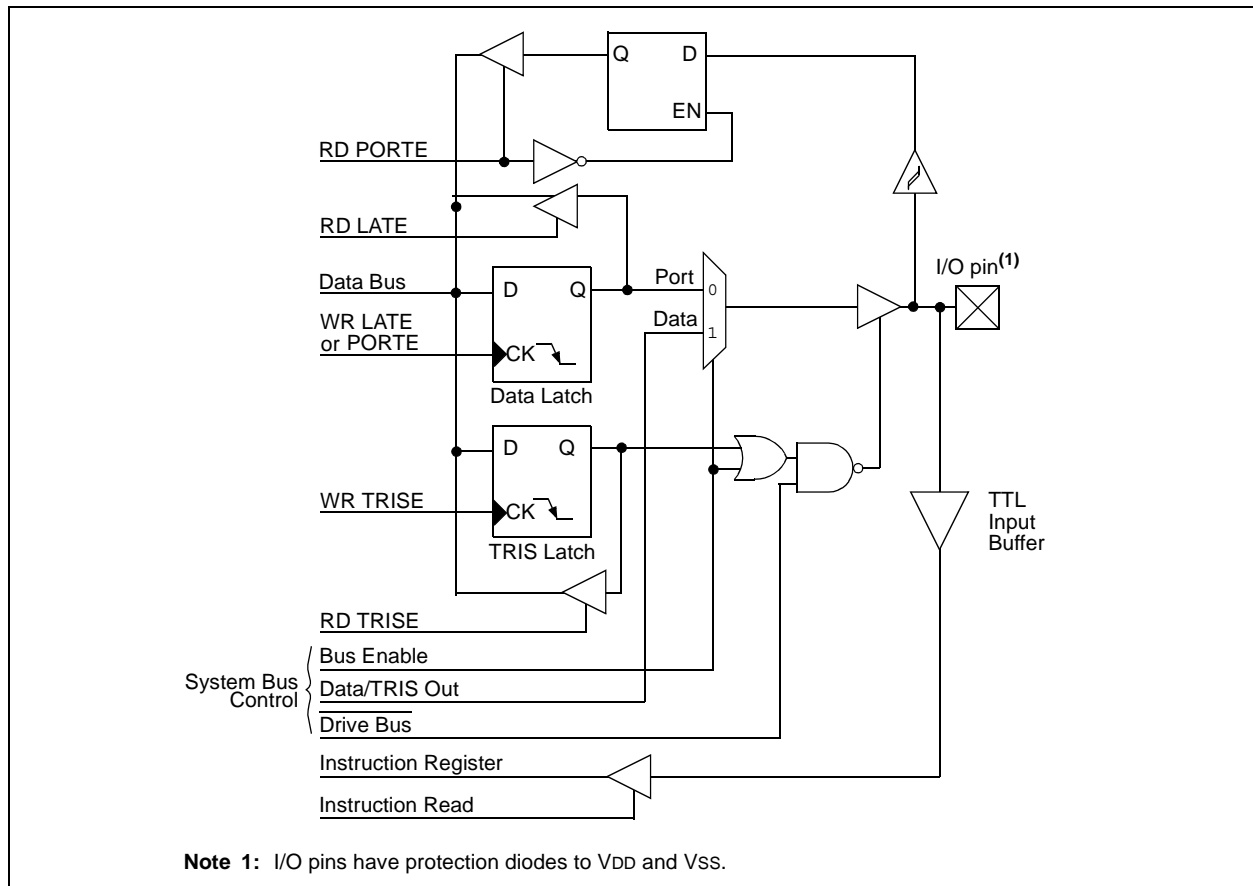 Q D
EN
RD PORTE
RD LATE
I/O pin(1)
Data Bus
D Q
Port
0
WR LATE
or PORTE
Data
1
CK
Data Latch
D Q
WR TRISE
CK
TRIS Latch
TTL
Input
Buffer
RD TRISE
System Bus
Control
Bus Enable
Data/TRIS Out
Drive Bus
Instruction Register
Instruction Read
Note 1: I/O pins have protection diodes to VDD and VSS.